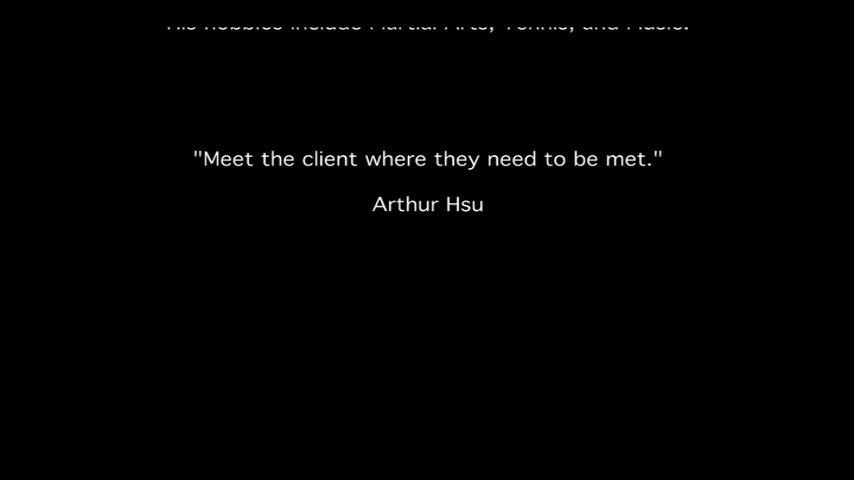 His hobbies include Martial Arts, Tennis, and Music.
"Meet the client where they need to be met."
Arthur Hsu